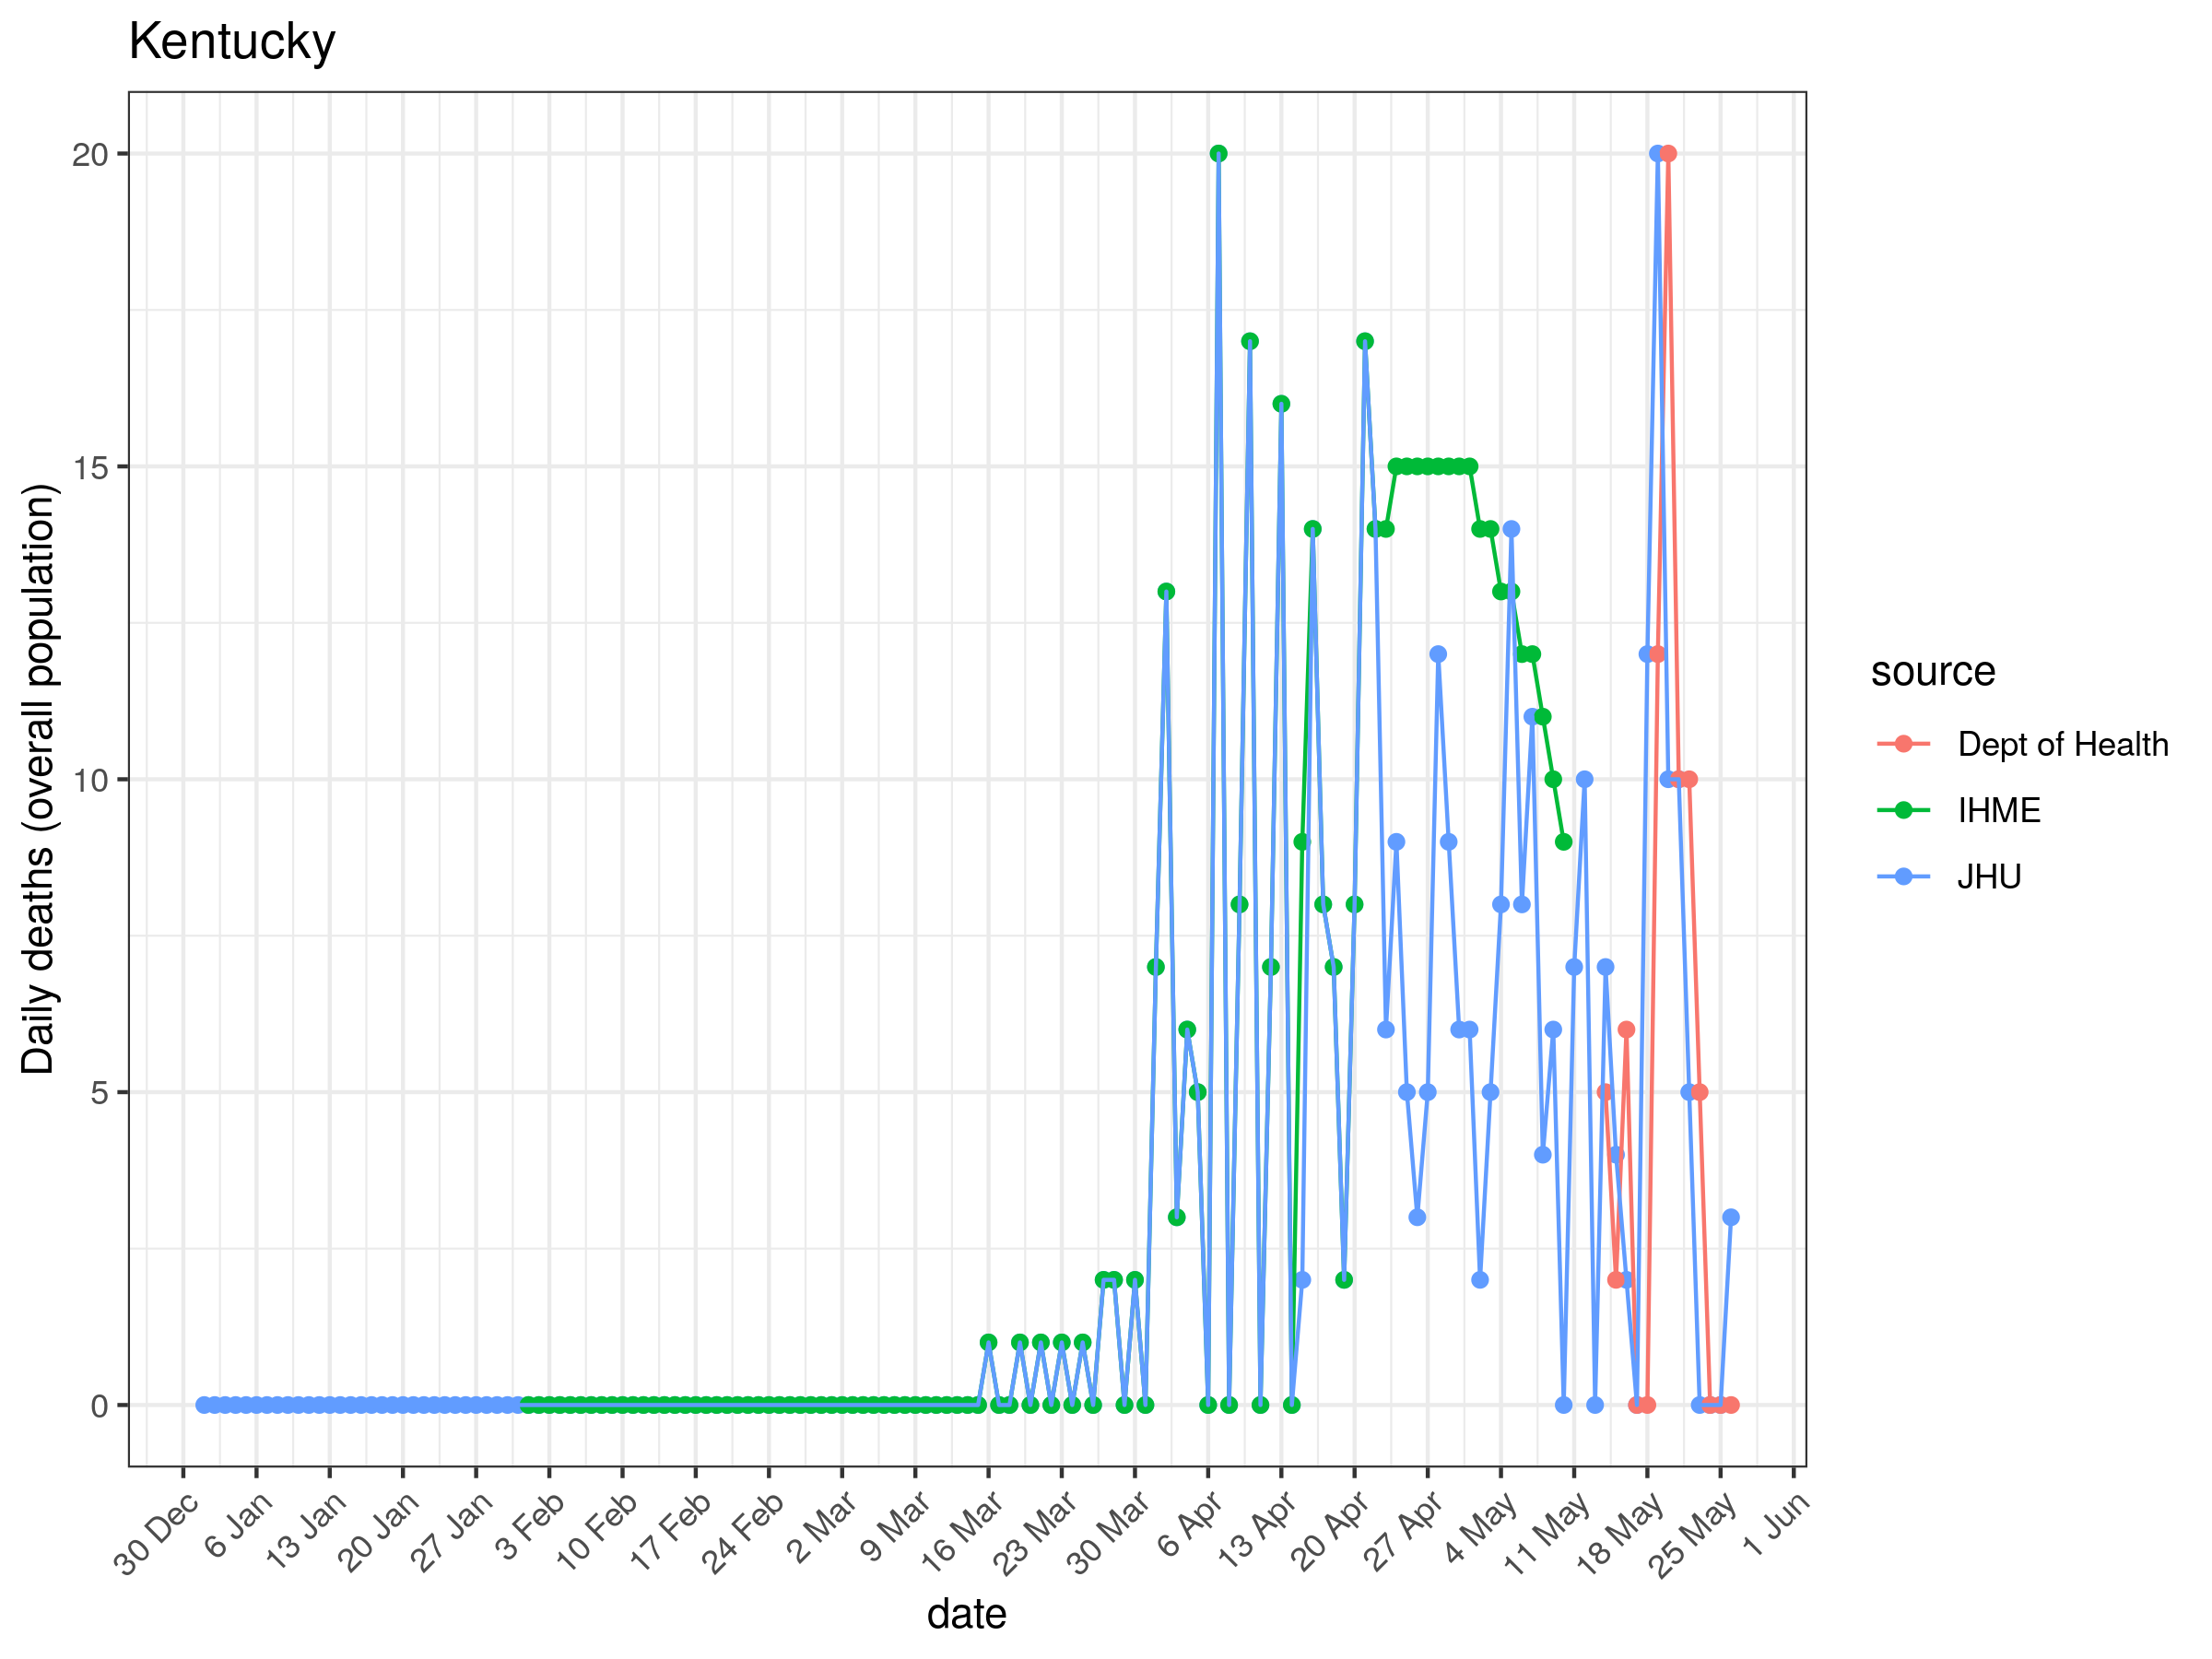 Kentucky
Daily deaths (overall population)
20
15
10
5
0
30 Dec
6 Jan
13 Jan
20 Jan
27 Jan
3 Feb
10 Feb
17 Feb
24 Feb
2 Mar
9 Mar
16 Mar
23 Mar
30 Mar
6 Apr
13 Apr
20 Apr
27 Apr
4 May
11 May
18 May
25 May
1 Jun
date
source
Dept of Health
IHME
JHU